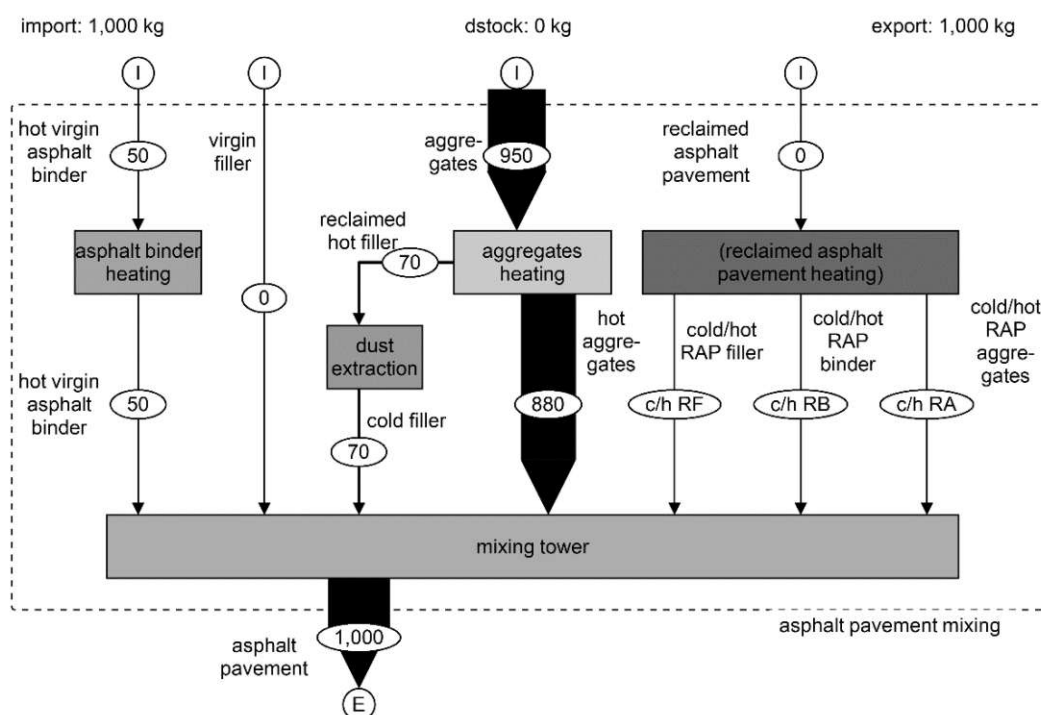 import: 1,000 kg
dstock: 0 kg
export: 1,000 kg
I
I
I
I
hot virgin
asphalt
binder
50
virgin
filler
aggre-
gates
950
reclaimed
asphalt
pavement
0
asphalt binder
heating
0
reclaimed
hot filler
70
aggregates
heating
(reclaimed asphalt
pavement heating)
dust
extraction
hot
aggre-
gates
cold/hot
RAP filler
cold/hot
RAP
binder
cold/hot
RAP
aggre-
gates
hot virgin
asphalt
binder
50
cold filler
70
880
c/h RF
c/h RB
c/h RA
mixing tower
asphalt
pavement
1,000
E
asphalt pavement mixing